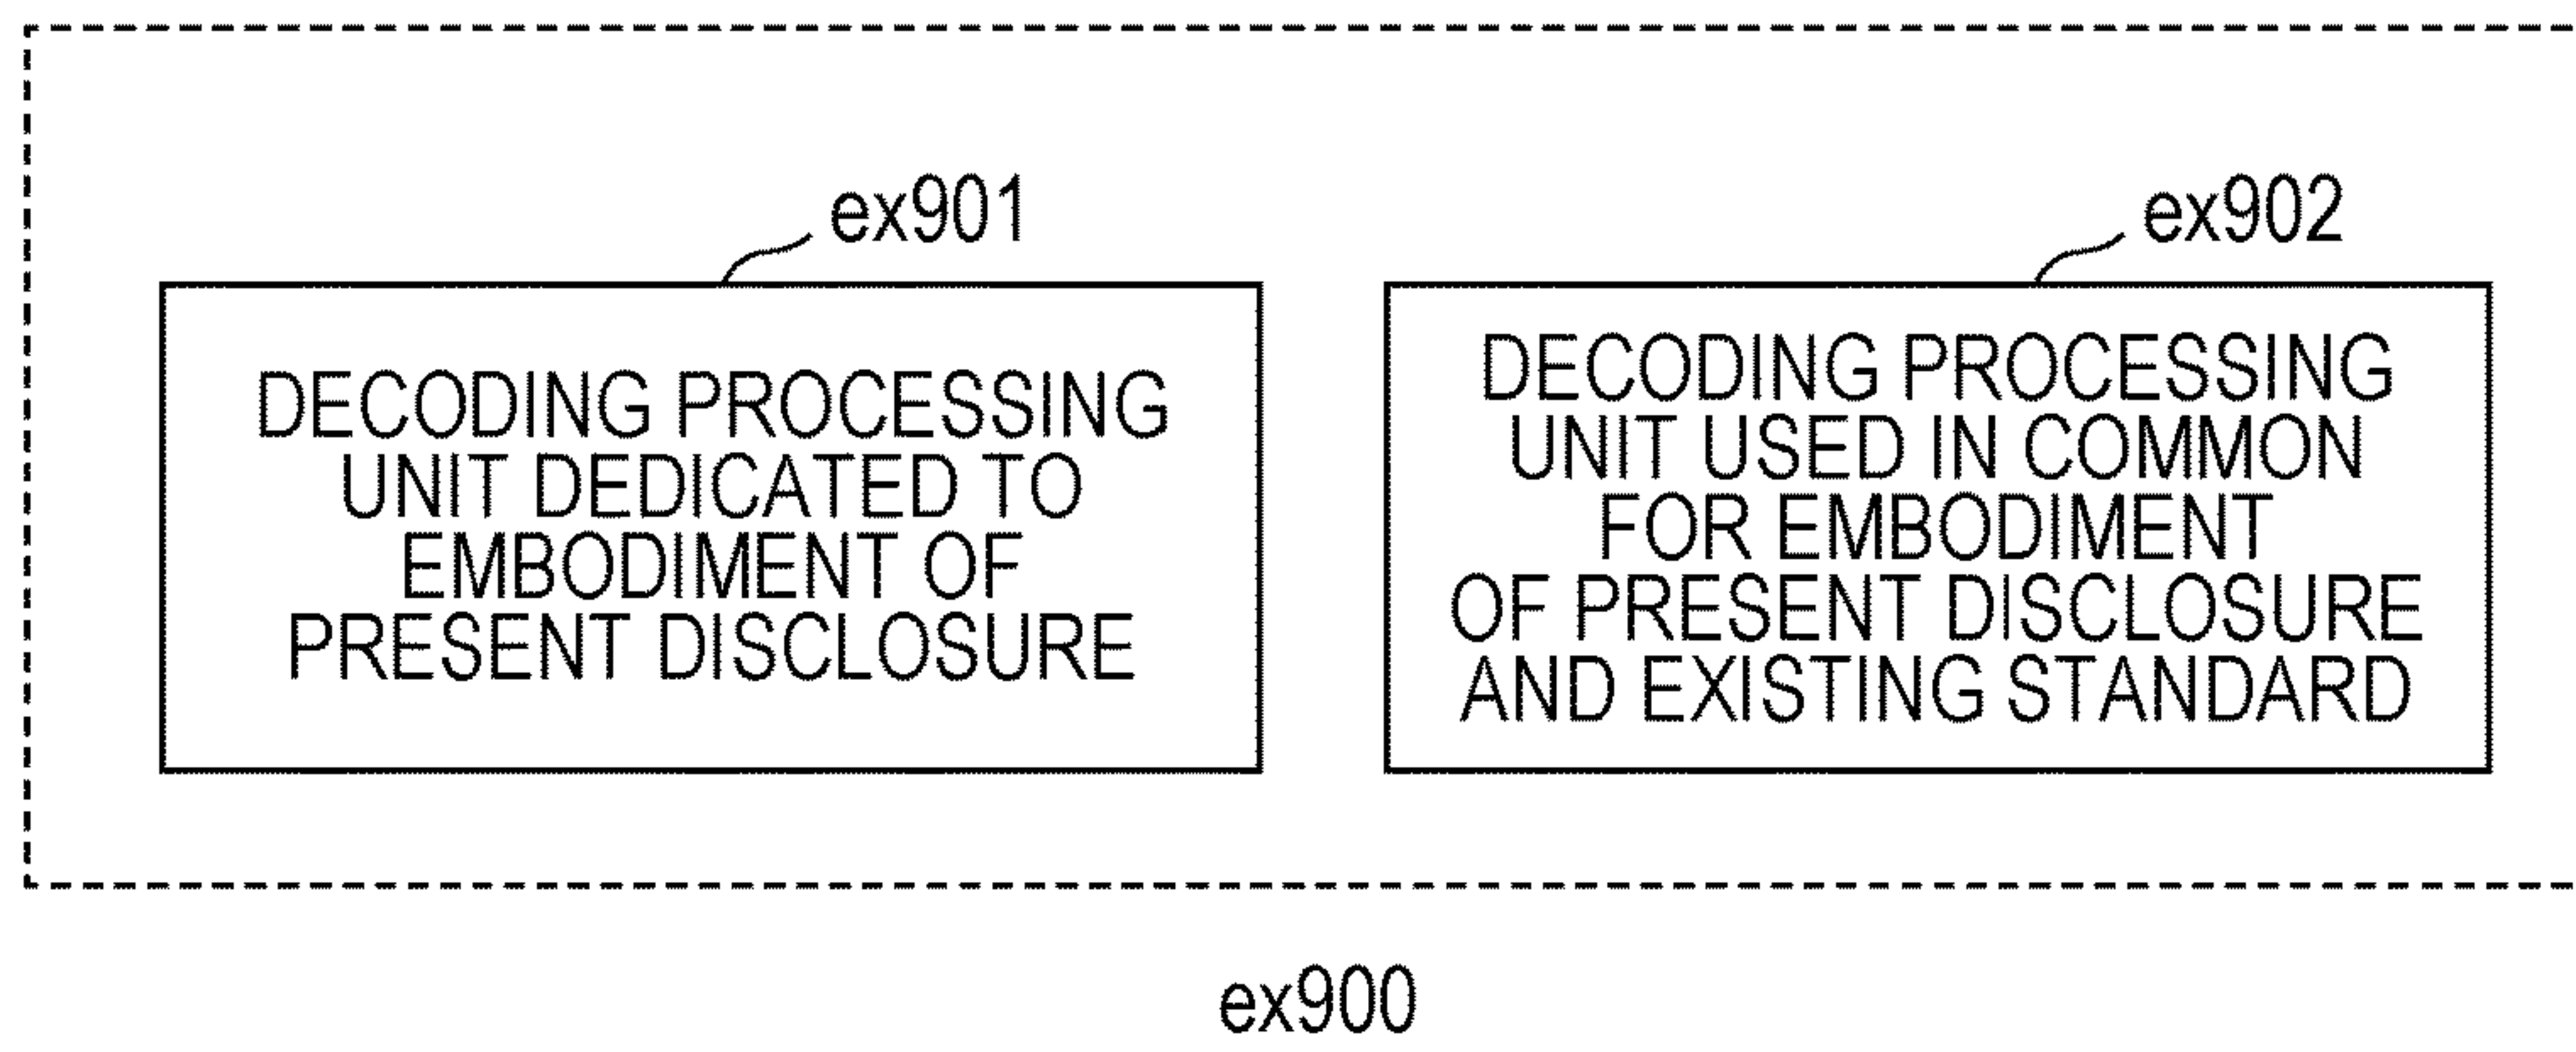 ex901
DECODING PROCESSING
UNIT DEDICATED TO
EMBODIMENT OF
PRESENT DISCLOSURE
ex902
DECODING PROCESSING
UNIT USED IN COMMON
FOR EMBODIMENT
OF PRESENT DISCLOSURE
AND EXISTING STANDARD
ex900